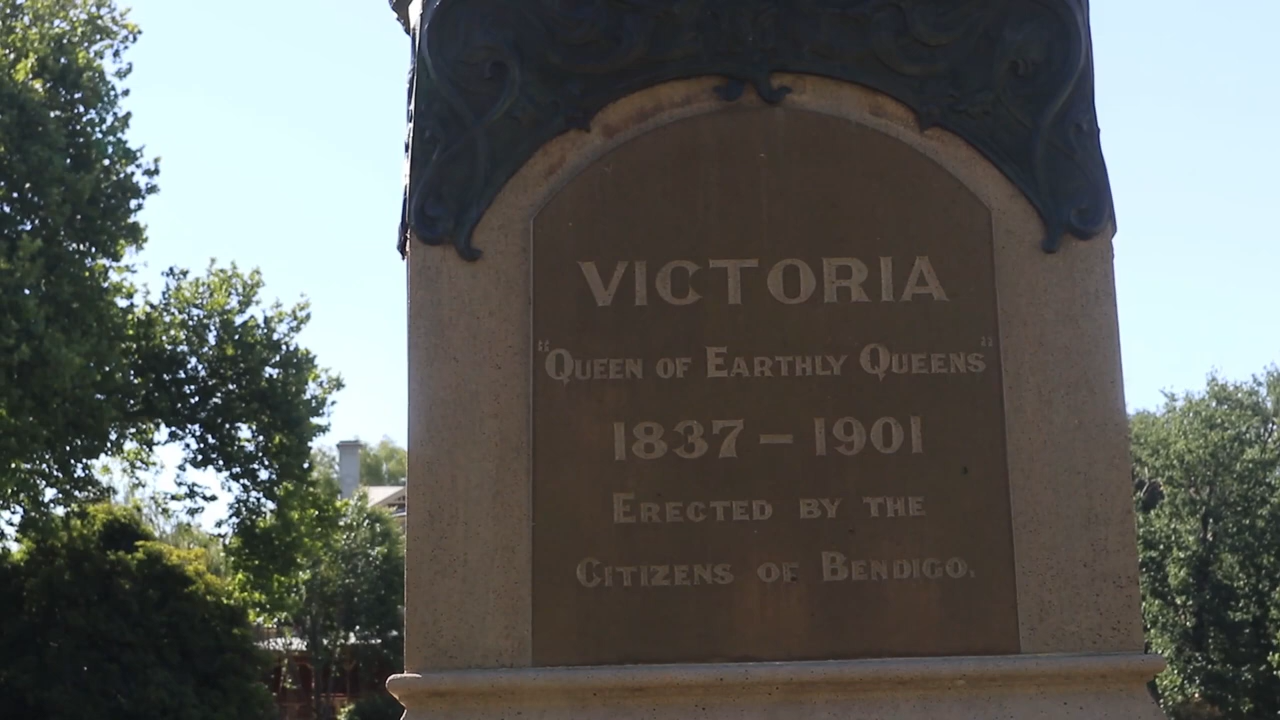 VICTORIA
"QUEEN OF EARTHLY QUEENS"
1837 – 1901
ERECTED BY THE
CITIZENS OF BENDIGO.